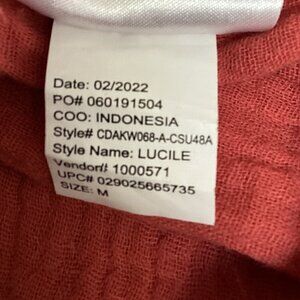 Date: 02/2022
PO# 060191504
COO: INDONESIA
Style# CDAKW068-A-CSU48A
Style Name: LUCILE
Vendor# 1000571
UPC# 029025665735
SIZE: M